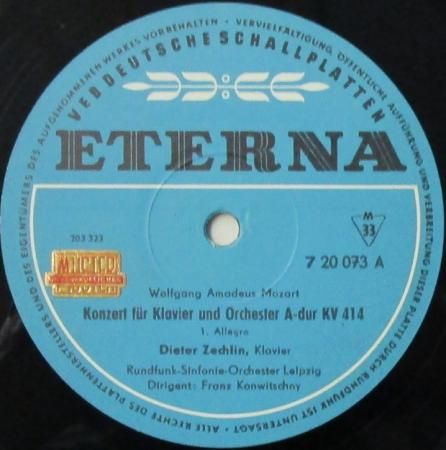 ALLE RECHTE DES PLATTENHERSTELLERS UND DES EIGENTÜMERS DES AUFGENOMMENEN WERKES VORBEHALTEN • VERVIELFÄLTIGUNG, ÖFFENTLICHE AUFFÜHRUNG UND VERBREITUNG DIESER PLATTE DURCH RUNDFUNK IST UNTERSAGT •
VEB DEUTSCHE SCHALLPLATTEN
ETERNA
203 323
M
33
7 20 073 A
Wolfgang Amadeus Mozart
Konzert für Klavier und Orchester A-dur KV 414
1. Allegro
Dieter Zechlin, Klavier
Rundfunk-Sinfonie-Orchester Leipzig
Dirigent: Franz Konwitschny